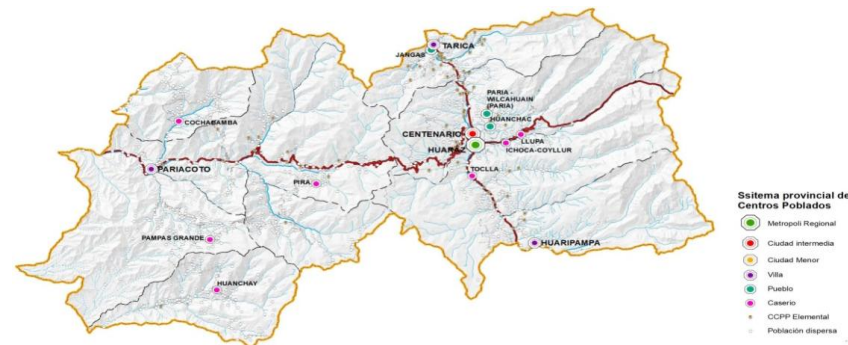 TARICA
JANGAS
PARIA -
WILCAHUAIN
(PARIA)
HUANCHAC
COCHABAMBA
CENTENARIO
HUARAZ
LLUPA
ICHOCA-COYLLUR
PARIACOTO
PIRA
TOCLLA
PAMPAS GRANDE
HUARIPAMPA
HUANCHAY
Ssitema provincial de
Centros Poblados
Metropoli Regional
Ciudad intermedia
Ciudad Menor
Villa
Pueblo
Caserio
CCPP Elemental
Población dispersa